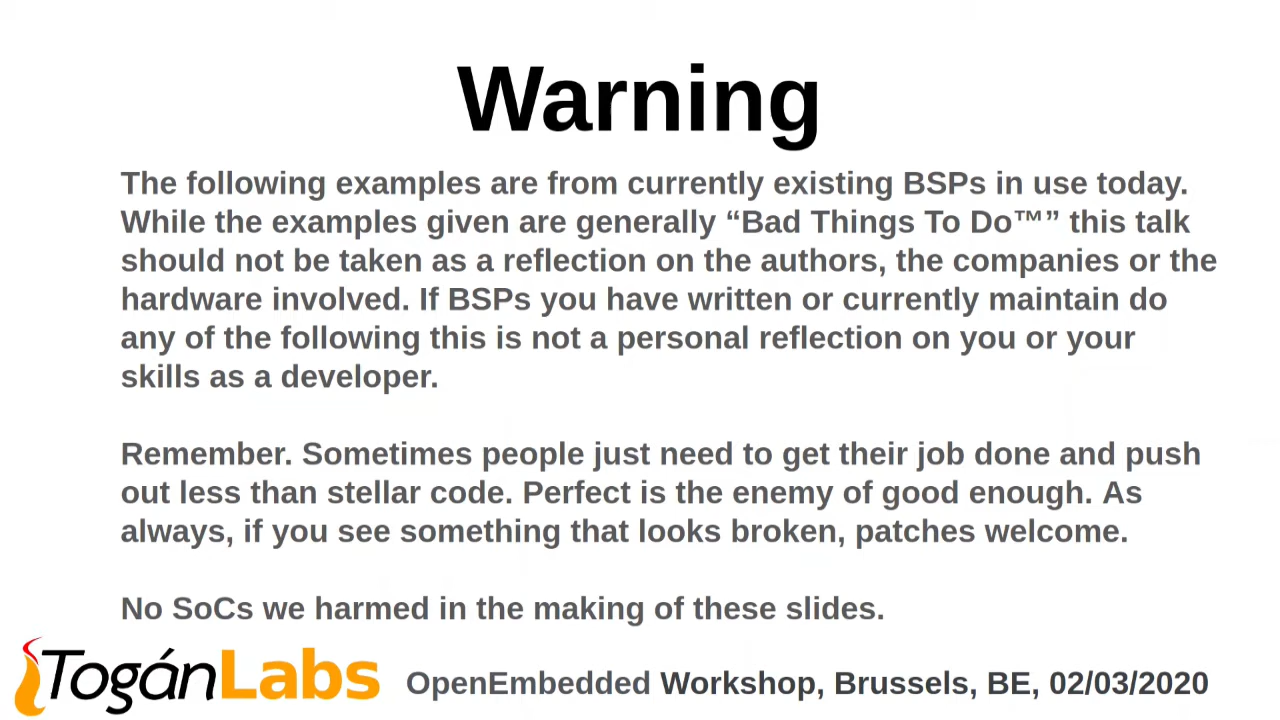 Warning
The following examples are from currently existing BSPs in use today.
While the examples given are generally “Bad Things To Do™” this talk
should not be taken as a reflection on the authors, the companies or the
hardware involved. If BSPs you have written or currently maintain do
any of the following this is not a personal reflection on you or your
skills as a developer.
Remember. Sometimes people just need to get their job done and push
out less than stellar code. Perfect is the enemy of good enough. As
always, if you see something that looks broken, patches welcome.
No SoCs we harmed in the making of these slides.
TogánLabs OpenEmbedded Workshop, Brussels, BE, 02/03/2020